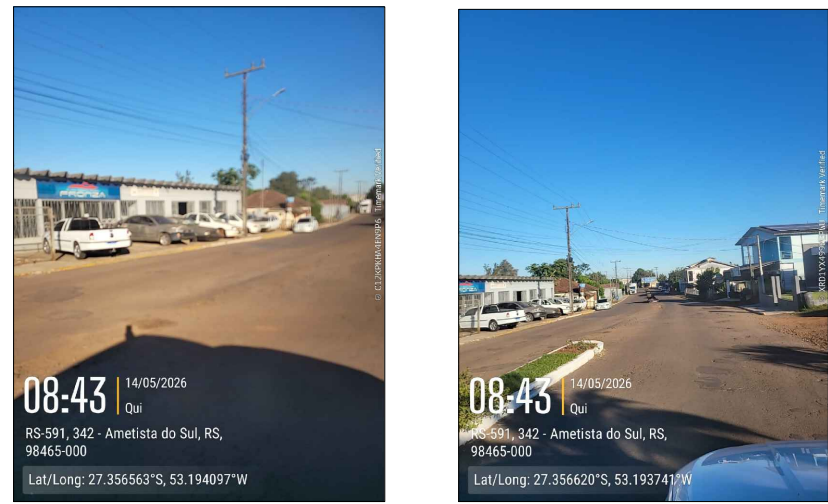 FRONZA
© C12KPKHA4EN9P6 Timemark Verified
08:43
14/05/2026
Qui
RS-591, 342 - Ametista do Sul, RS,
98465-000
Lat/Long: 27.356563°S, 53.194097°W
Timemark Verified
08:43
14/05/2026
Qui
RS-591, 342 - Ametista do Sul, RS,
98465-000
Lat/Long: 27.356620°S, 53.193741°W